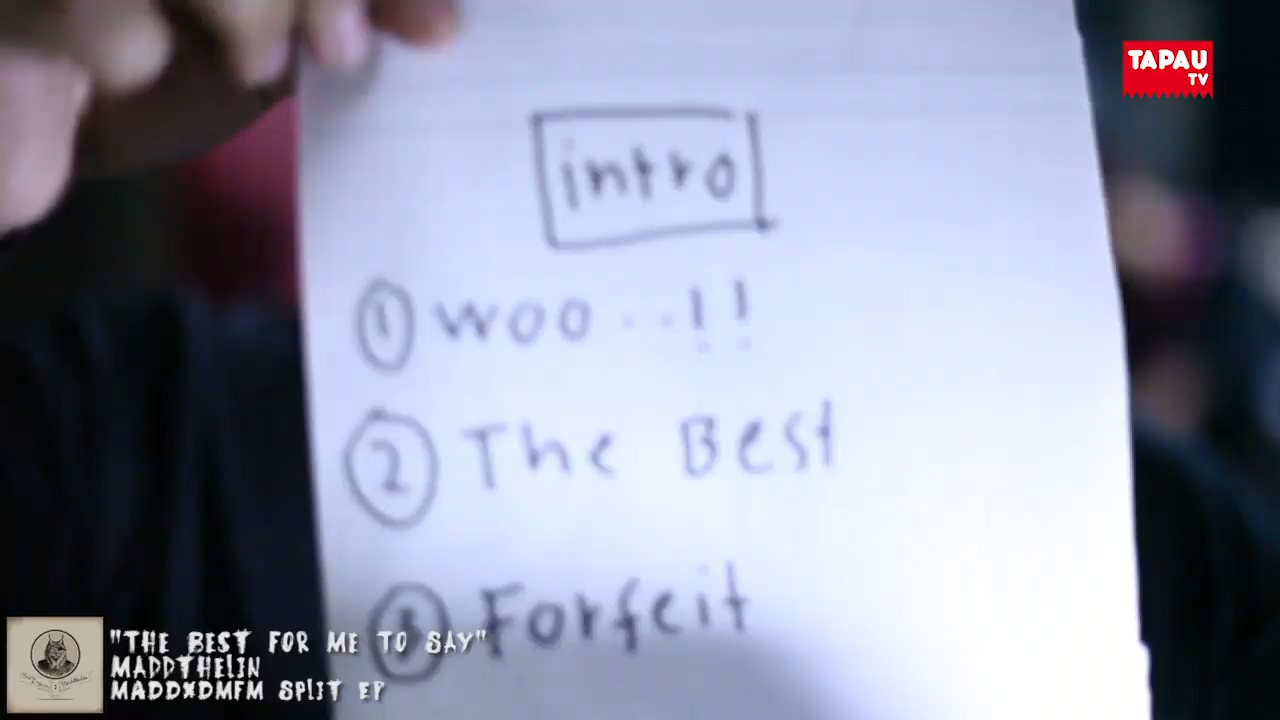 TAPAU
TV
intro
1 woo ..!!
2 The Best
3 Forfeit
"THE BEST FOR ME TO SAY"
MADDTHELIN
MADDXDMFM SPLIT EP